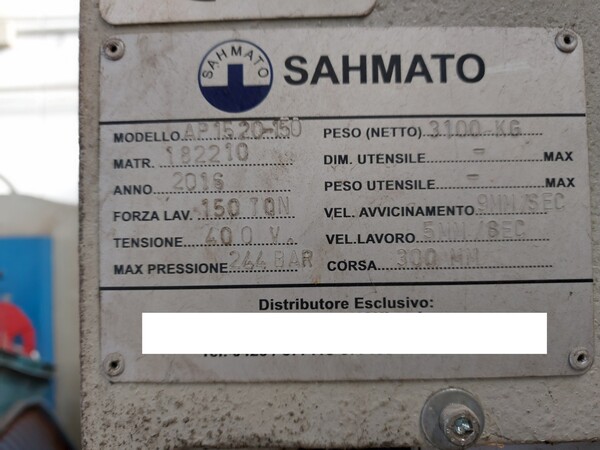 SAHMATO
SAHMATO
MODELLO AP1520-150
MATR. 182210
ANNO 2016
FORZA LAV. 150 TON
TENSIONE 400 V.
MAX PRESSIONE 244BAR
PESO (NETTO) 3100 KG
DIM. UTENSILE - MAX
PESO UTENSILE - MAX
VEL. AVVICINAMENTO 9MM/SEC
VEL.LAVORO 5MM/SEC
CORSA 300 MM
Distributore Esclusivo: